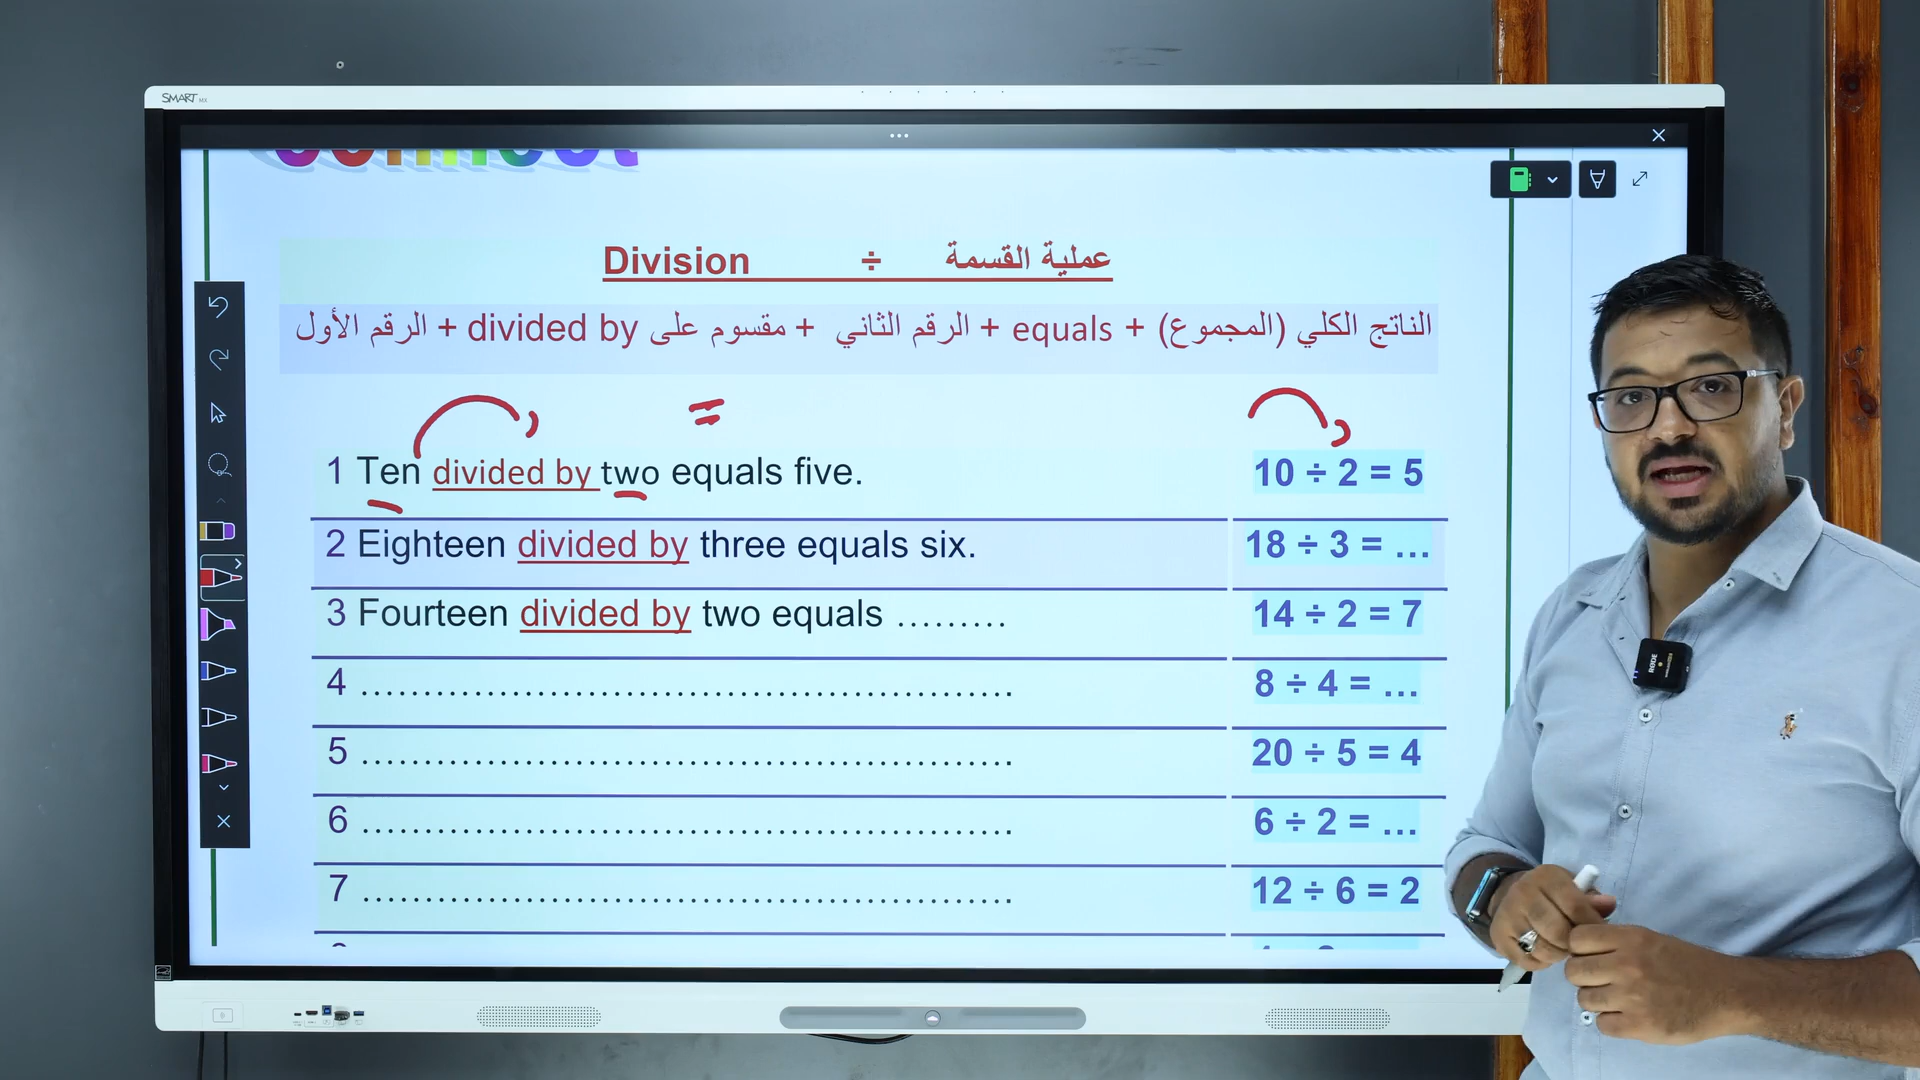 SMART MX
Connect
Division ÷ عملية القسمة
الرقم الأول + divided by مقسوم على + الرقم الثاني + equals + الناتج الكلي (المجموع)
1 Ten divided by two equals five. 10 ÷ 2 = 5
2 Eighteen divided by three equals six. 18 ÷ 3 = ...
3 Fourteen divided by two equals ......... 14 ÷ 2 = 7
4 .................................................... 8 ÷ 4 = ...
5 .................................................... 20 ÷ 5 = 4
6 .................................................... 6 ÷ 2 = ...
7 .................................................... 12 ÷ 6 = 2
RØDE